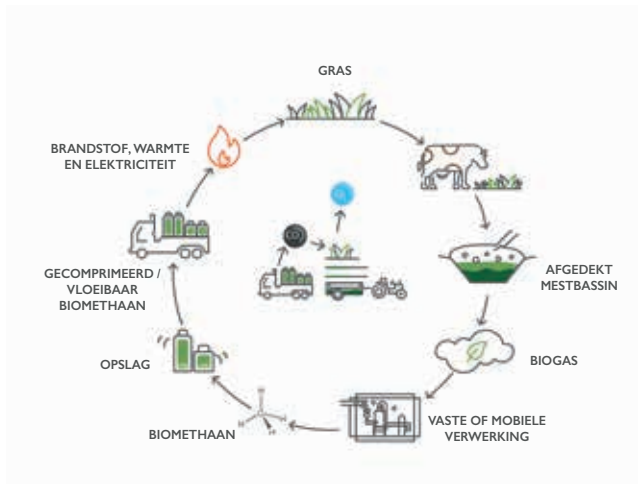 GRAS
BRANDSTOF, WARMTE
EN ELEKTRICITEIT
GECOMPRIMEERD /
VLOEIBAAR
BIOMETHAAN
AFGEDEKT
MESTBASSIN
OPSLAG
BIOGAS
BIOMETHAAN
VASTE OF MOBIELE
VERWERKING
H
H
H
H